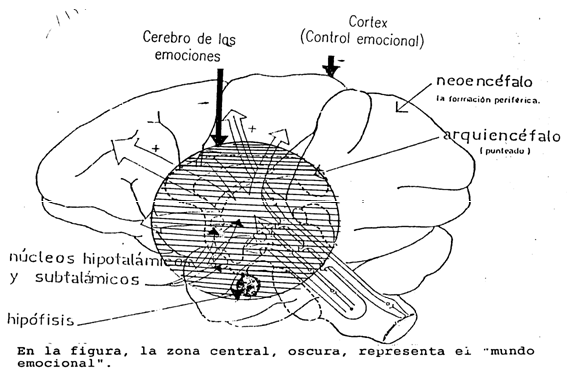 Cortex
(Control emocional)
Cerebro de las
emociones
neoencéfalo
la formación periférica.
arquiencéfalo
(punteado)
núcleos hipotalámicos
y subtalámicos
hipófisis
En la figura, la zona central, oscura, representa el "mundo
emocional".